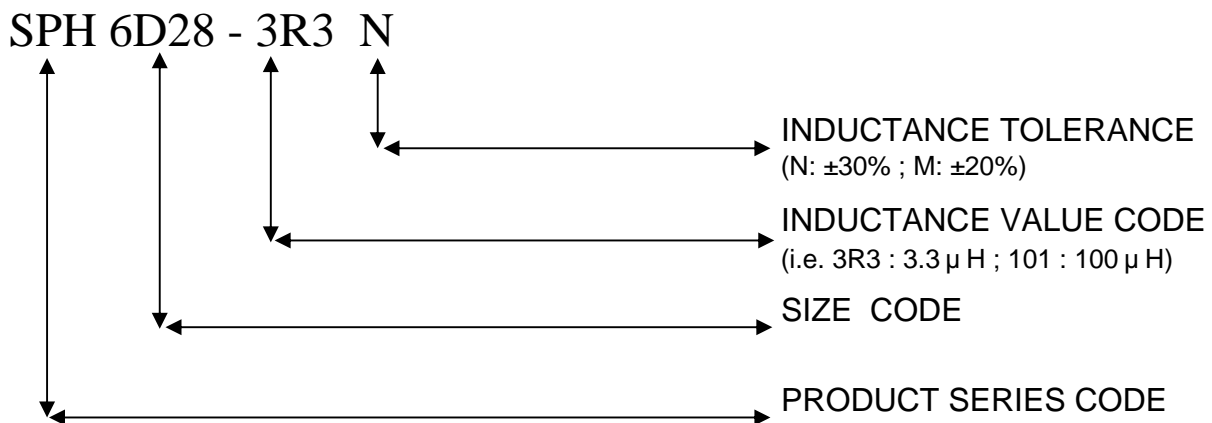 SPH 6D28 - 3R3 N
INDUCTANCE TOLERANCE
(N: ±30% ; M: ±20%)
INDUCTANCE VALUE CODE
(i.e. 3R3 : 3.3 μ H ; 101 : 100 μ H)
SIZE CODE
PRODUCT SERIES CODE